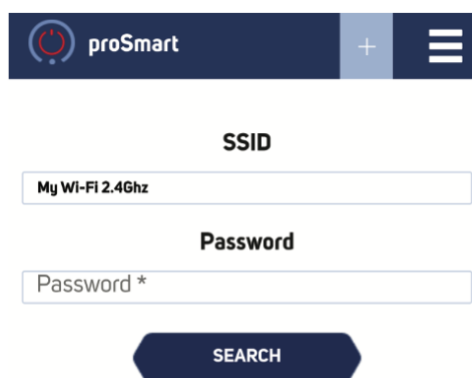 proSmart
+
SSID
My Wi-Fi 2.4Ghz
Password
Password *
SEARCH